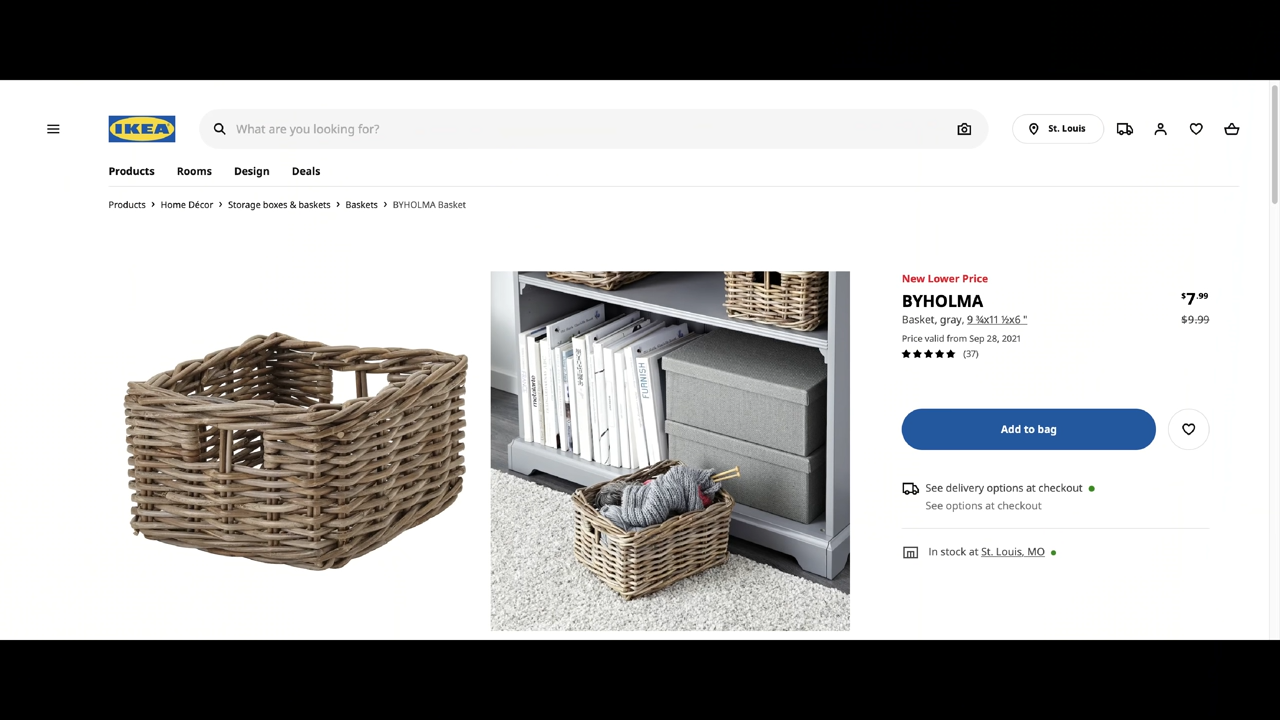 IKEA
What are you looking for?
St. Louis
Products Rooms Design Deals
Products › Home Décor › Storage boxes & baskets › Baskets › BYHOLMA Basket
New Lower Price
BYHOLMA
$7.99
Basket, gray, 9 ¾x11 ½x6 "
$9.99
Price valid from Sep 28, 2021
(37)
Add to bag
See delivery options at checkout
See options at checkout
In stock at St. Louis, MO
FURNISH